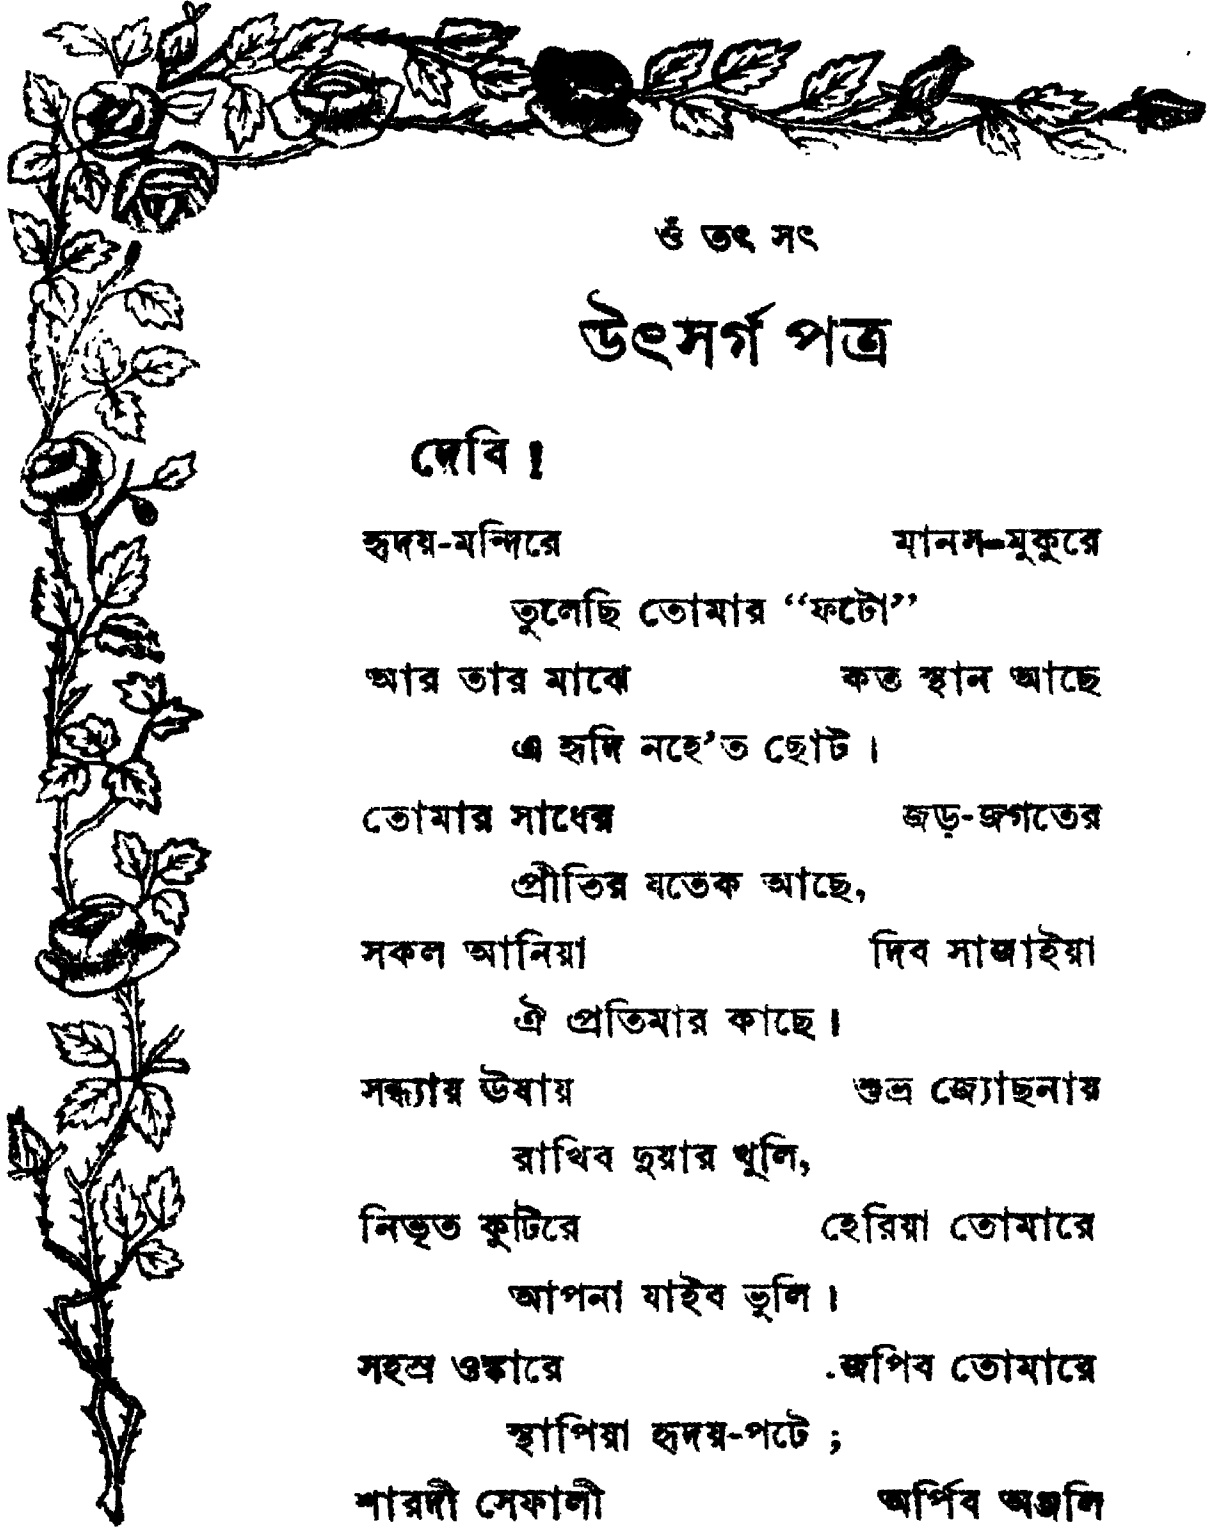 ওঁ তৎ সৎ
উৎসর্গ পত্র
দেবি !
হৃদয়-মন্দিরে মানস-মুকুরে
তুলেছি তোমার “ফটো”
আর তার মাঝে কত স্থান আছে
এ হৃদি নহে’ত ছোট ।
তোমার সাধের জড়-জগতের
প্রীতির যতেক আছে,
সকল আনিয়া দিব সাজাইয়া
ঐ প্রতিমার কাছে ।
সন্ধ্যায় ঊষায় শুভ্র জ্যোছনায়
রাখিব দুয়ার খুলি,
নিভৃত কুটিরে হেরিয়া তোমারে
আপনা যাইব ভুলি ।
সহস্র ওঙ্কারে জপিব তোমারে
স্থাপিয়া হৃদয়-পটে ;
শারদী সেফালী অর্পিব অঞ্জলি